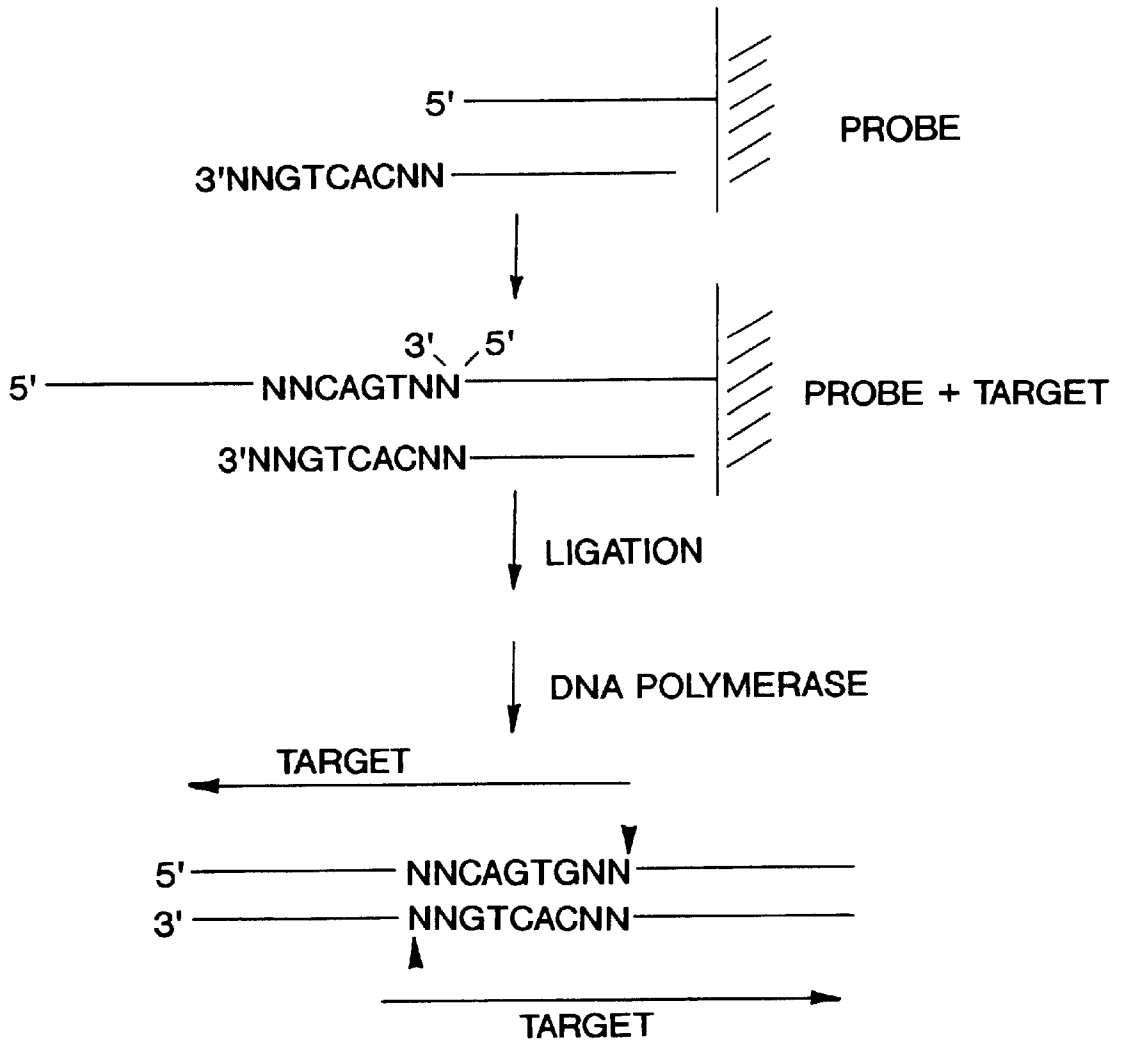 5'
PROBE
3'NNGTCACNN
3' 5'
5' NNCAGTNN
PROBE + TARGET
3'NNGTCACNN
LIGATION
DNA POLYMERASE
TARGET
5' NNCAGTGNN
3' NNGTCACNN
TARGET